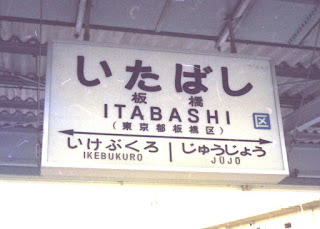 いたばし
板橋
ITABASHI
(東京都板橋区)
区
いけぶくろ じゅうじょう
IKEBUKURO JŪJŌ